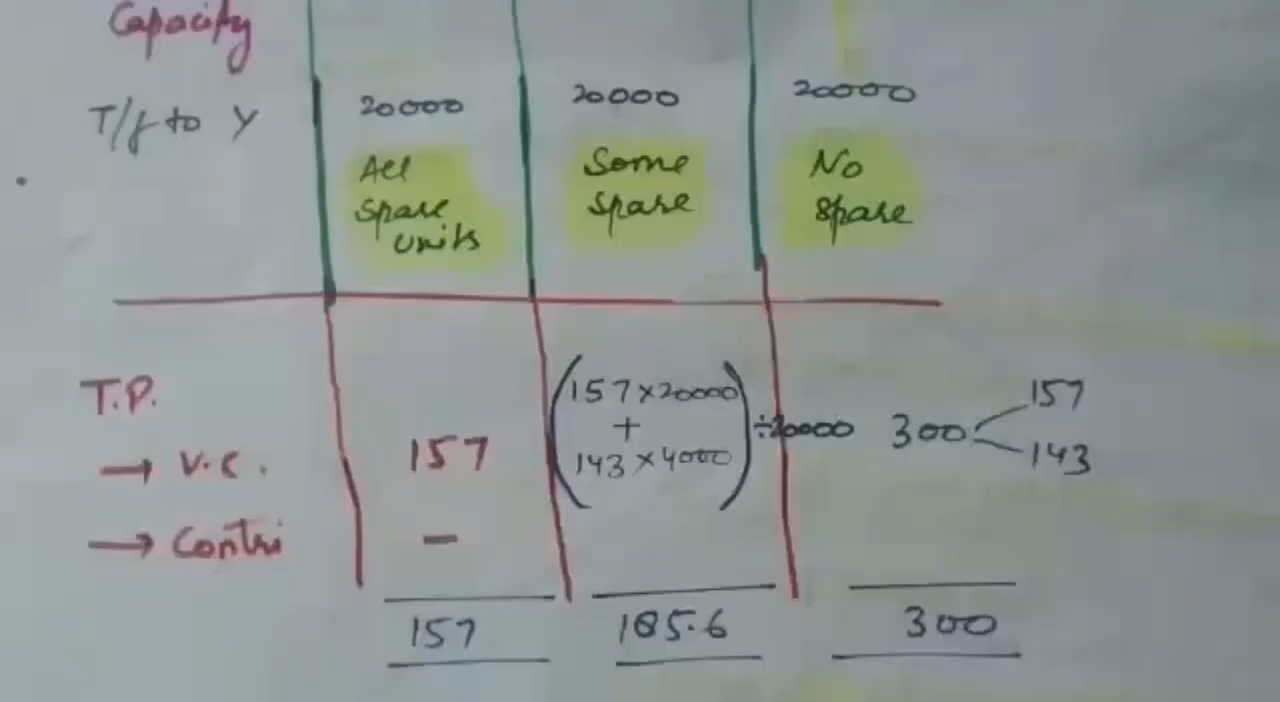 Capacity
T/f to Y 20000 20000 20000
All Some No
Spare spare spare
units
T.P. (157×20000 157
→ V.C. 157 + ) ÷20000 300
143×4000 143
→ Contri –
157 185.6 300